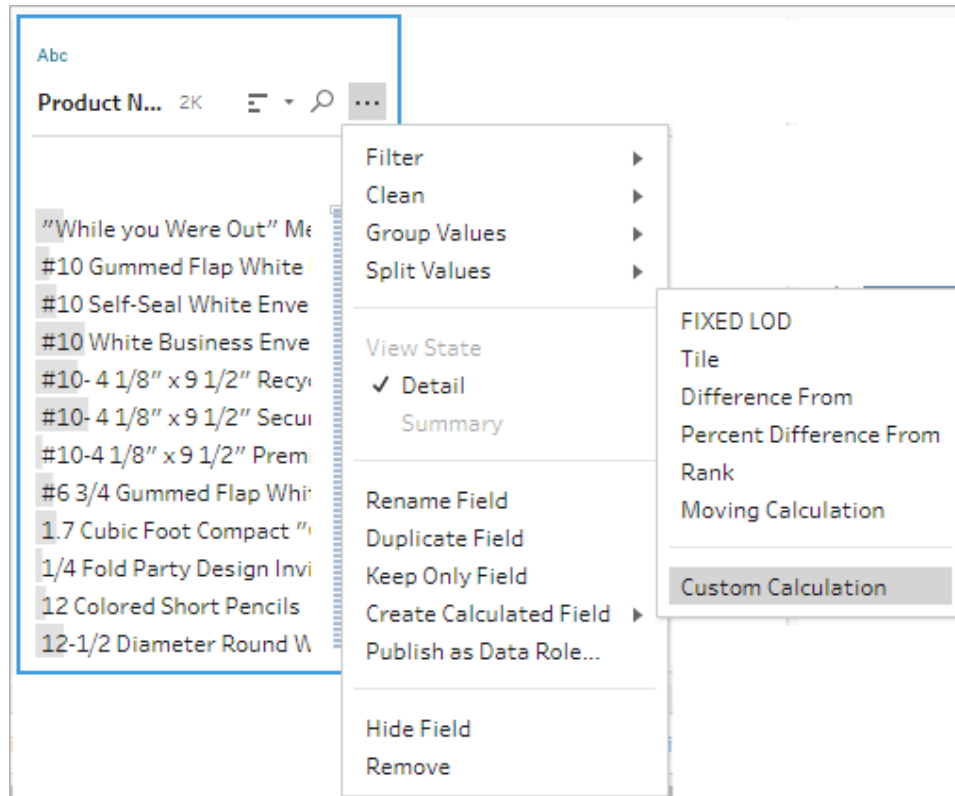 Abc
Product N... 2K
"While you Were Out" Me
#10 Gummed Flap White
#10 Self-Seal White Enve
#10 White Business Enve
#10- 4 1/8" x 9 1/2" Recy
#10- 4 1/8" x 9 1/2" Secur
#10-4 1/8" x 9 1/2" Premi
#6 3/4 Gummed Flap Whit
1.7 Cubic Foot Compact "
1/4 Fold Party Design Invi
12 Colored Short Pencils
12-1/2 Diameter Round W
Filter
Clean
Group Values
Split Values
View State
✓ Detail
Summary
Rename Field
Duplicate Field
Keep Only Field
Create Calculated Field
Publish as Data Role...
Hide Field
Remove
FIXED LOD
Tile
Difference From
Percent Difference From
Rank
Moving Calculation
Custom Calculation